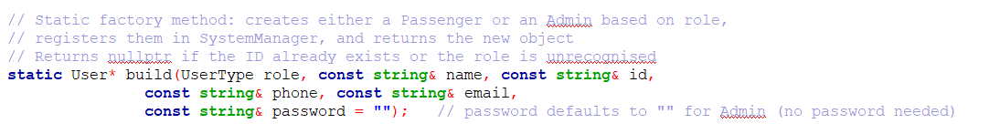 // Static factory method: creates either a Passenger or an Admin based on role,
// registers them in SystemManager, and returns the new object
// Returns nullptr if the ID already exists or the role is unrecognised
static User* build(UserType role, const string& name, const string& id,
const string& phone, const string& email,
const string& password = "");   // password defaults to "" for Admin (no password needed)